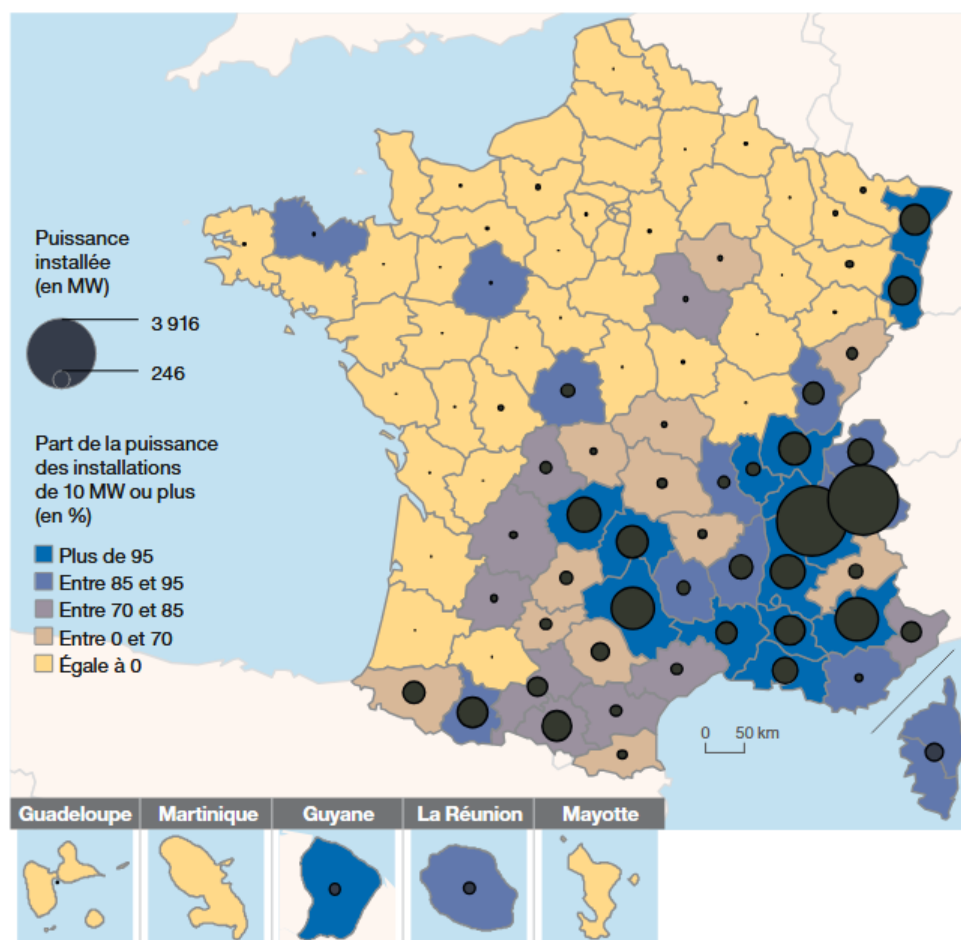 Puissance
installée
(en MW)
3 916
246
Part de la puissance
des installations
de 10 MW ou plus
(en %)
Plus de 95
Entre 85 et 95
Entre 70 et 85
Entre 0 et 70
Égale à 0
0 50 km
Guadeloupe Martinique Guyane La Réunion Mayotte